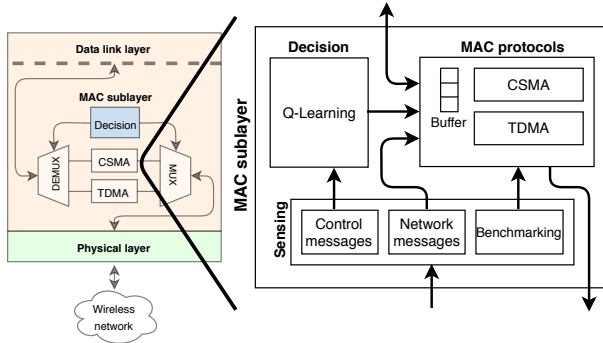 Data link layer
MAC sublayer
Decision
DEMUX
CSMA
TDMA
MUX
Physical layer
Wireless
network
MAC sublayer
Decision
Q-Learning
MAC protocols
Buffer
CSMA
TDMA
Sensing
Control
messages
Network
messages
Benchmarking